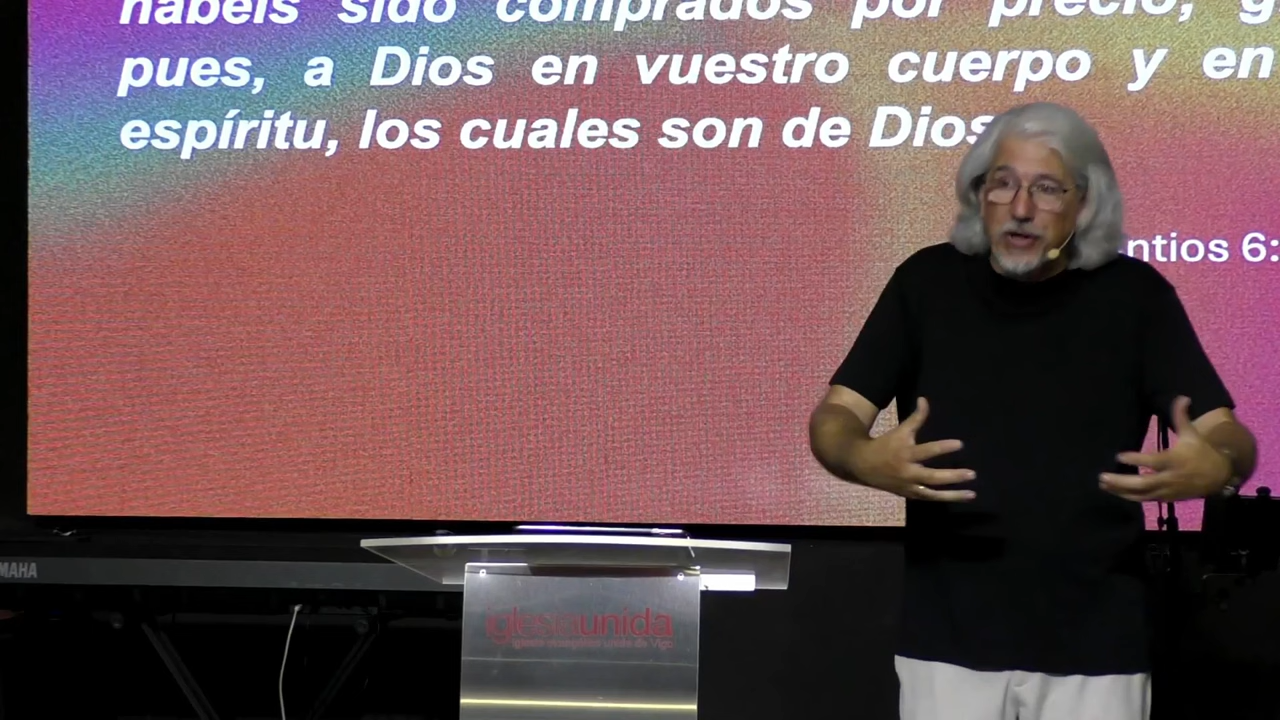 habéis sido comprados por precio; g
pues, a Dios en vuestro cuerpo y en
espíritu, los cuales son de Dios
ntios 6:
MAHA
iglesiaunida